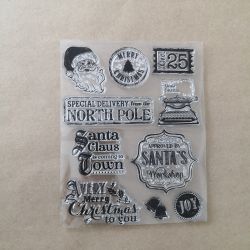 MERRY
CHRISTMAS
DEC
25
SPECIAL DELIVERY from the
NORTH POLE
Santa
Claus
is coming to
Town
APPROVED BY
SANTA'S
Workshop
A VERY
Merry
Christmas
to YOU
JOY